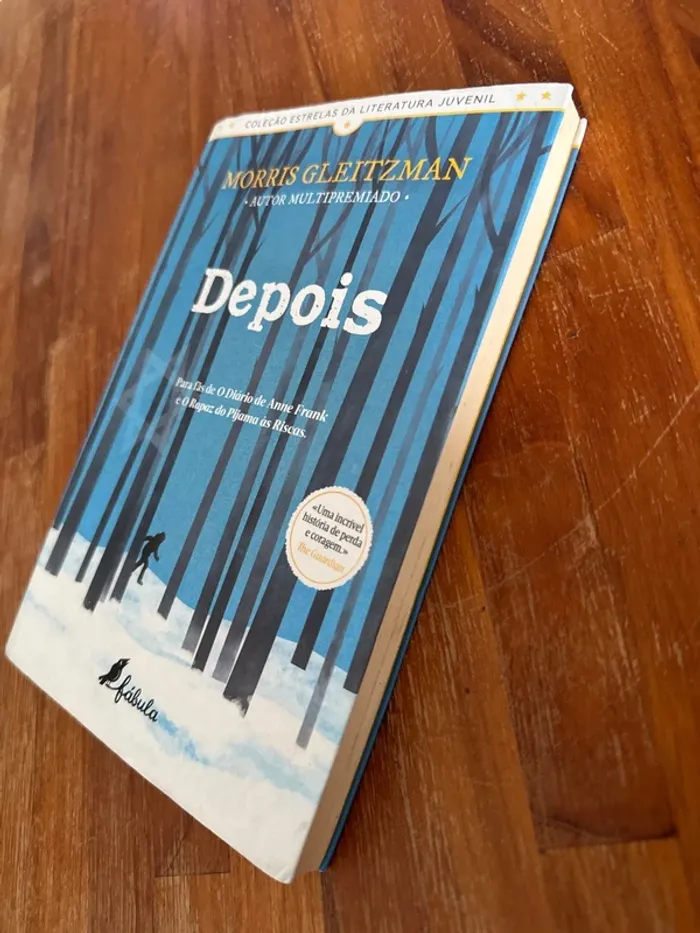 COLEÇÃO ESTRELAS DA LITERATURA JUVENIL
MORRIS GLEITZMAN
• AUTOR MULTIPREMIADO •
Depois
Para fãs de O Diário de Anne Frank
e O Rapaz do Pijama às Riscas.
«Uma incrível
história de perda
e coragem.»
The Guardian
fábula